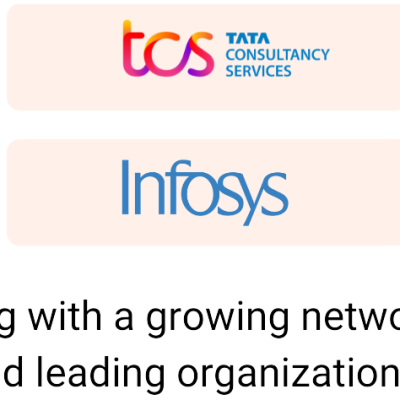 tcs TATA
CONSULTANCY
SERVICES
Infosys
g with a growing netwo
d leading organization